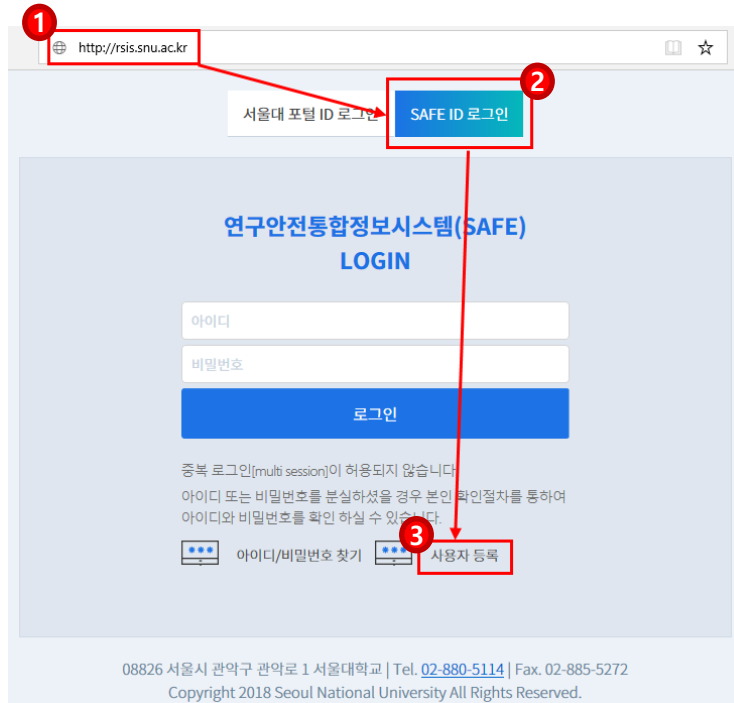 1
http://rsis.snu.ac.kr
2
서울대 포털 ID 로그인
SAFE ID 로그인
연구안전통합정보시스템(SAFE)
LOGIN
아이디
비밀번호
로그인
중복 로그인[multi session]이 허용되지 않습니다.
아이디 또는 비밀번호를 분실하셨을 경우 본인 확인절차를 통하여
아이디와 비밀번호를 확인 하실 수 있습니다.
3
아이디/비밀번호 찾기
사용자 등록
08826 서울시 관악구 관악로 1 서울대학교 | Tel. 02-880-5114 | Fax. 02-885-5272
Copyright 2018 Seoul National University All Rights Reserved.